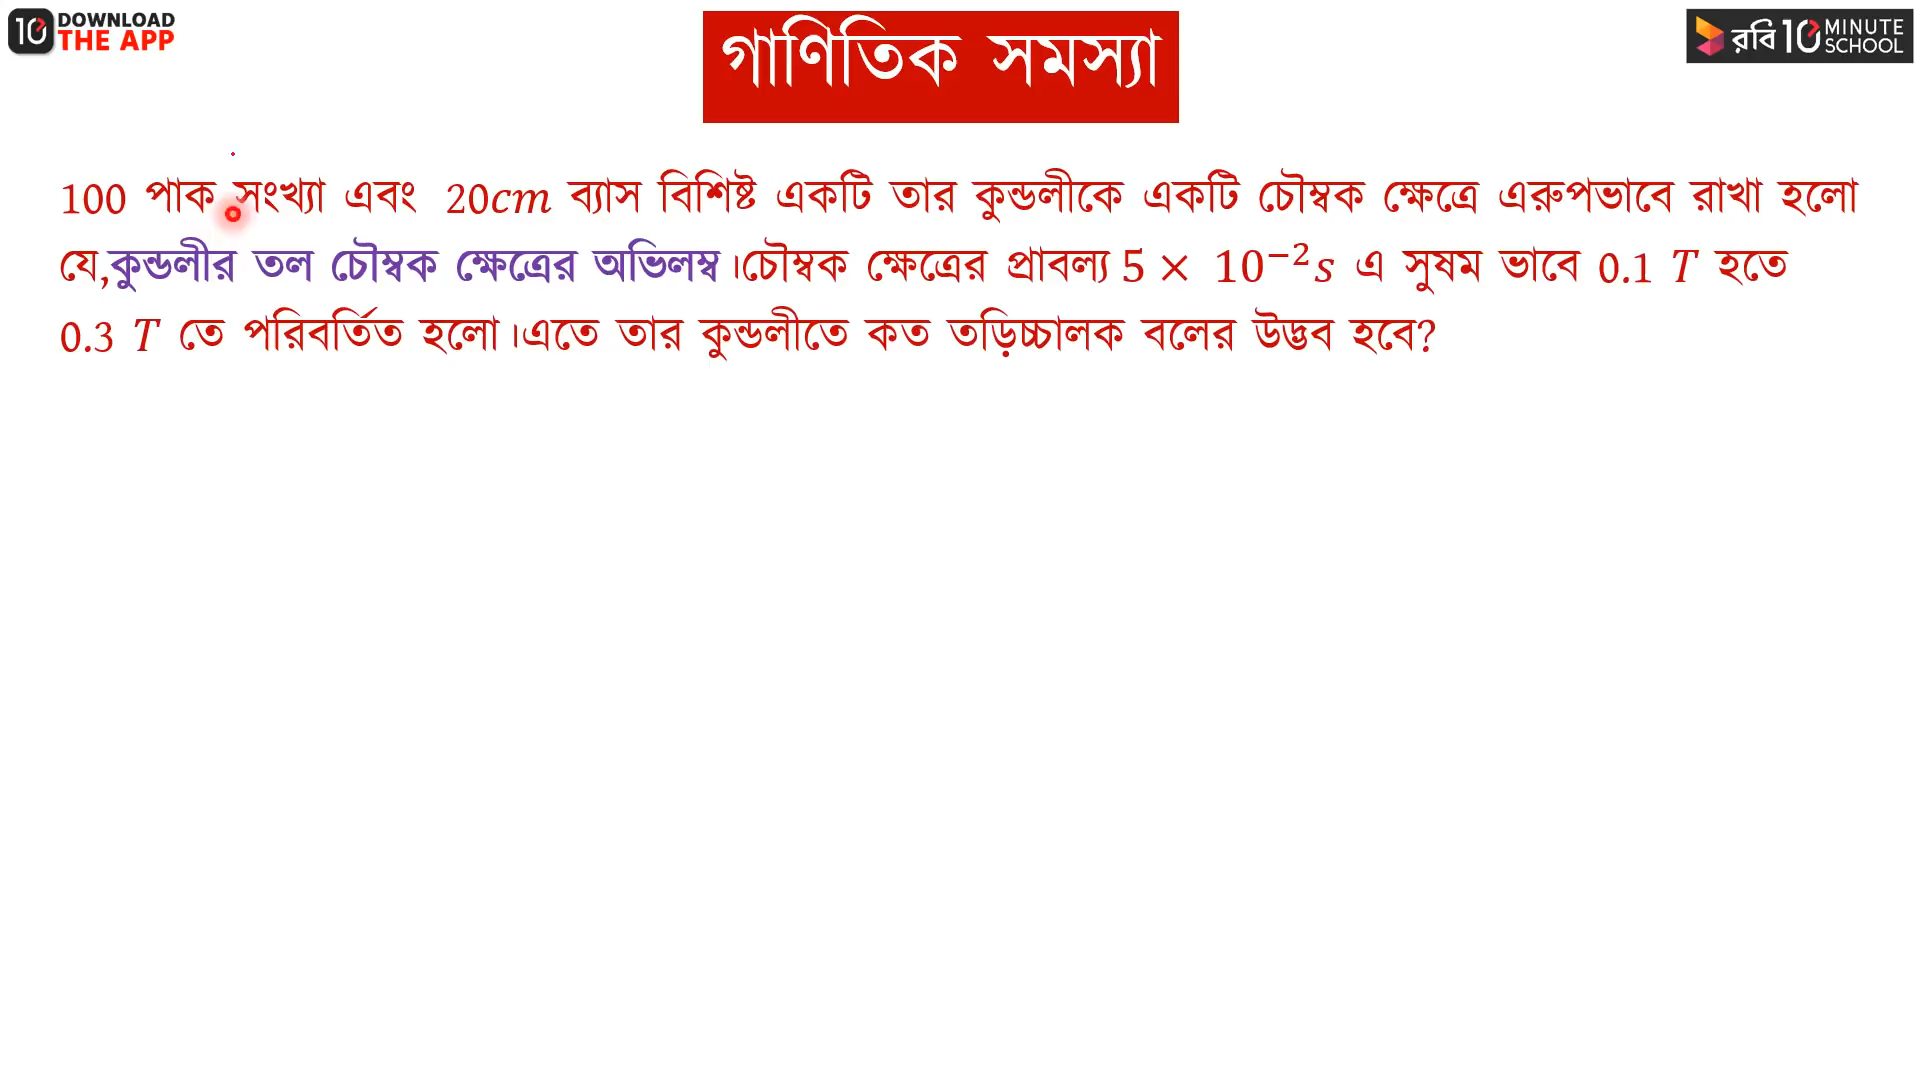 10 DOWNLOAD THE APP
গাণিতিক সমস্যা
রবি 10 MINUTE SCHOOL
100 পাক সংখ্যা এবং 20cm ব্যাস বিশিষ্ট একটি তার কুন্ডলীকে একটি চৌম্বক ক্ষেত্রে এরুপভাবে রাখা হলো
যে,কুন্ডলীর তল চৌম্বক ক্ষেত্রের অভিলম্ব।চৌম্বক ক্ষেত্রের প্রাবল্য 5 × 10⁻²s এ সুষম ভাবে 0.1 T হতে
0.3 T তে পরিবর্তিত হলো।এতে তার কুন্ডলীতে কত তড়িচ্চালক বলের উদ্ভব হবে?